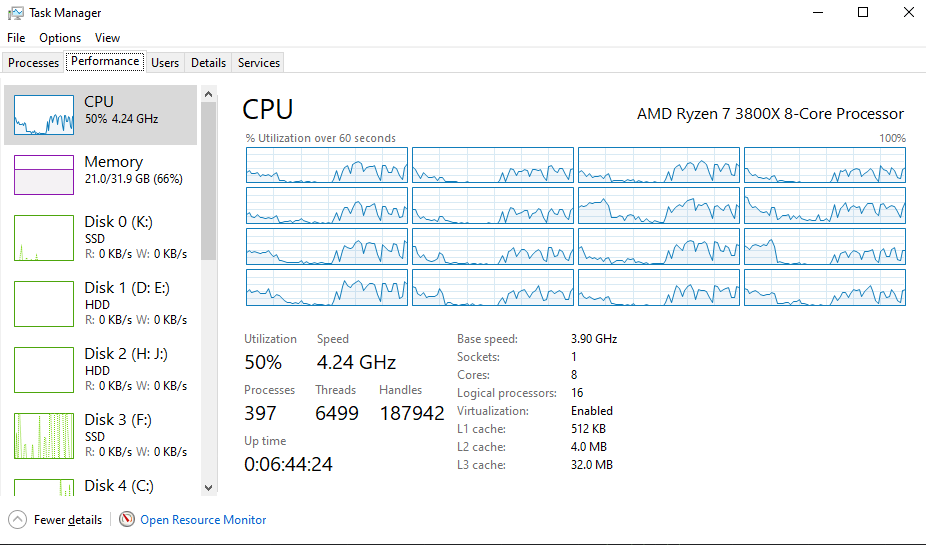 Task Manager
File Options View
Processes Performance Users Details Services
CPU
50% 4.24 GHz
Memory
21.0/31.9 GB (66%)
Disk 0 (K:)
SSD
R: 0 KB/s W: 0 KB/s
Disk 1 (D: E:)
HDD
R: 0 KB/s W: 0 KB/s
Disk 2 (H: J:)
HDD
R: 0 KB/s W: 0 KB/s
Disk 3 (F:)
SSD
R: 0 KB/s W: 0 KB/s
Disk 4 (C:)
CPU
AMD Ryzen 7 3800X 8-Core Processor
% Utilization over 60 seconds 100%
Utilization Speed
50% 4.24 GHz
Processes Threads Handles
397 6499 187942
Up time
0:06:44:24
Base speed: 3.90 GHz
Sockets: 1
Cores: 8
Logical processors: 16
Virtualization: Enabled
L1 cache: 512 KB
L2 cache: 4.0 MB
L3 cache: 32.0 MB
Fewer details Open Resource Monitor